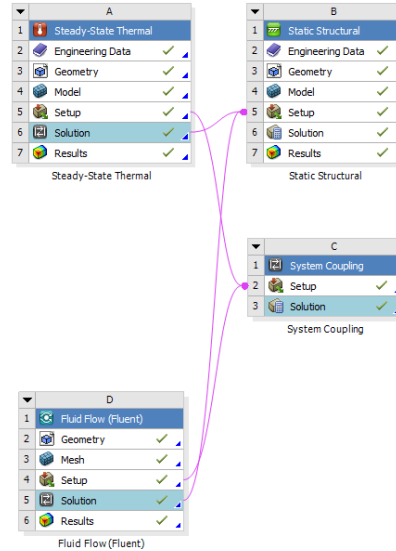 A
1 Steady-State Thermal
2 Engineering Data
3 Geometry
4 Model
5 Setup
6 Solution
7 Results
Steady-State Thermal
B
1 Static Structural
2 Engineering Data
3 Geometry
4 Model
5 Setup
6 Solution
7 Results
Static Structural
C
1 System Coupling
2 Setup
3 Solution
System Coupling
D
1 Fluid Flow (Fluent)
2 Geometry
3 Mesh
4 Setup
5 Solution
6 Results
Fluid Flow (Fluent)